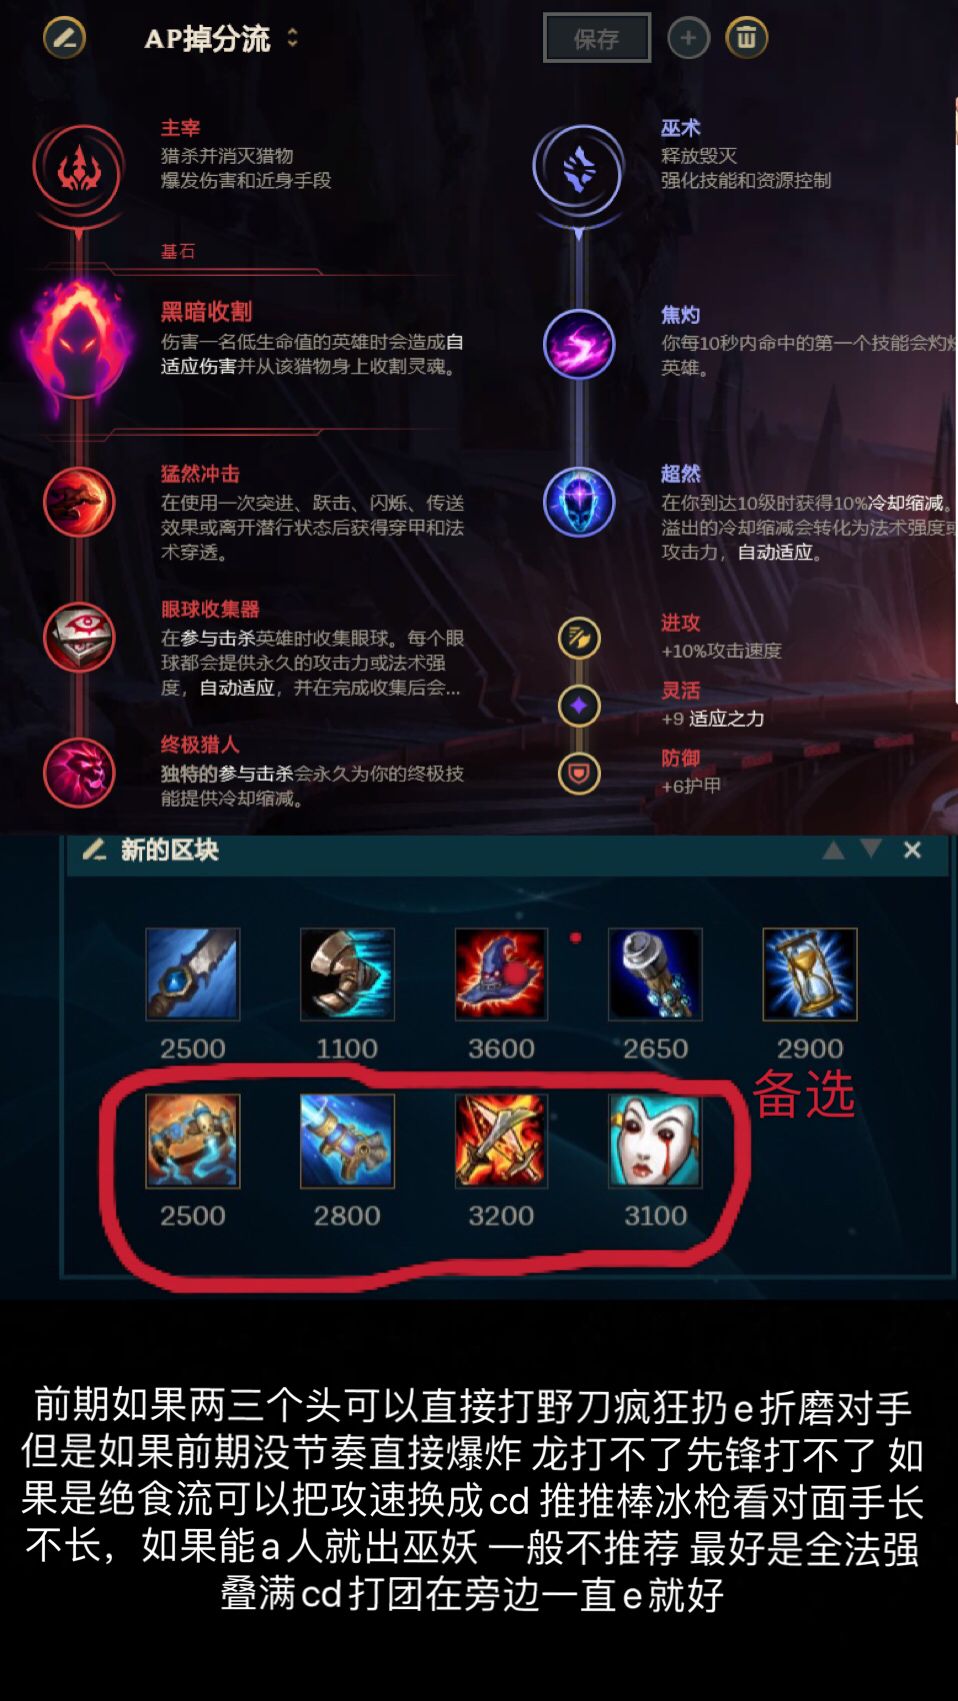 AP掉分流
保存
主宰
猎杀并消灭猎物
爆发伤害和近身手段
基石
黑暗收割
伤害一名低生命值的英雄时会造成自
适应伤害并从该猎物身上收割灵魂。
猛然冲击
在使用一次突进、跃击、闪烁、传送
效果或离开潜行状态后获得穿甲和法
术穿透。
眼球收集器
在参与击杀英雄时收集眼球。每个眼
球都会提供永久的攻击力或法术强
度，自动适应，并在完成收集后会...
终极猎人
独特的参与击杀会永久为你的终极技
能提供冷却缩减。
巫术
释放毁灭
强化技能和资源控制
焦灼
你每10秒内命中的第一个技能会灼烧
英雄。
超然
在你到达10级时获得10%冷却缩减。
溢出的冷却缩减会转化为法术强度或
攻击力，自动适应。
进攻
+10%攻击速度
灵活
+9 适应之力
防御
+6护甲
新的区块
2500 1100 3600 2650 2900
备选
2500 2800 3200 3100
前期如果两三个头可以直接打野刀疯狂扔e折磨对手
但是如果前期没节奏直接爆炸 龙打不了先锋打不了 如
果是绝食流可以把攻速换成cd 推推棒冰枪看对面手长
不长，如果能a人就出巫妖 一般不推荐 最好是全法强
叠满cd打团在旁边一直e就好